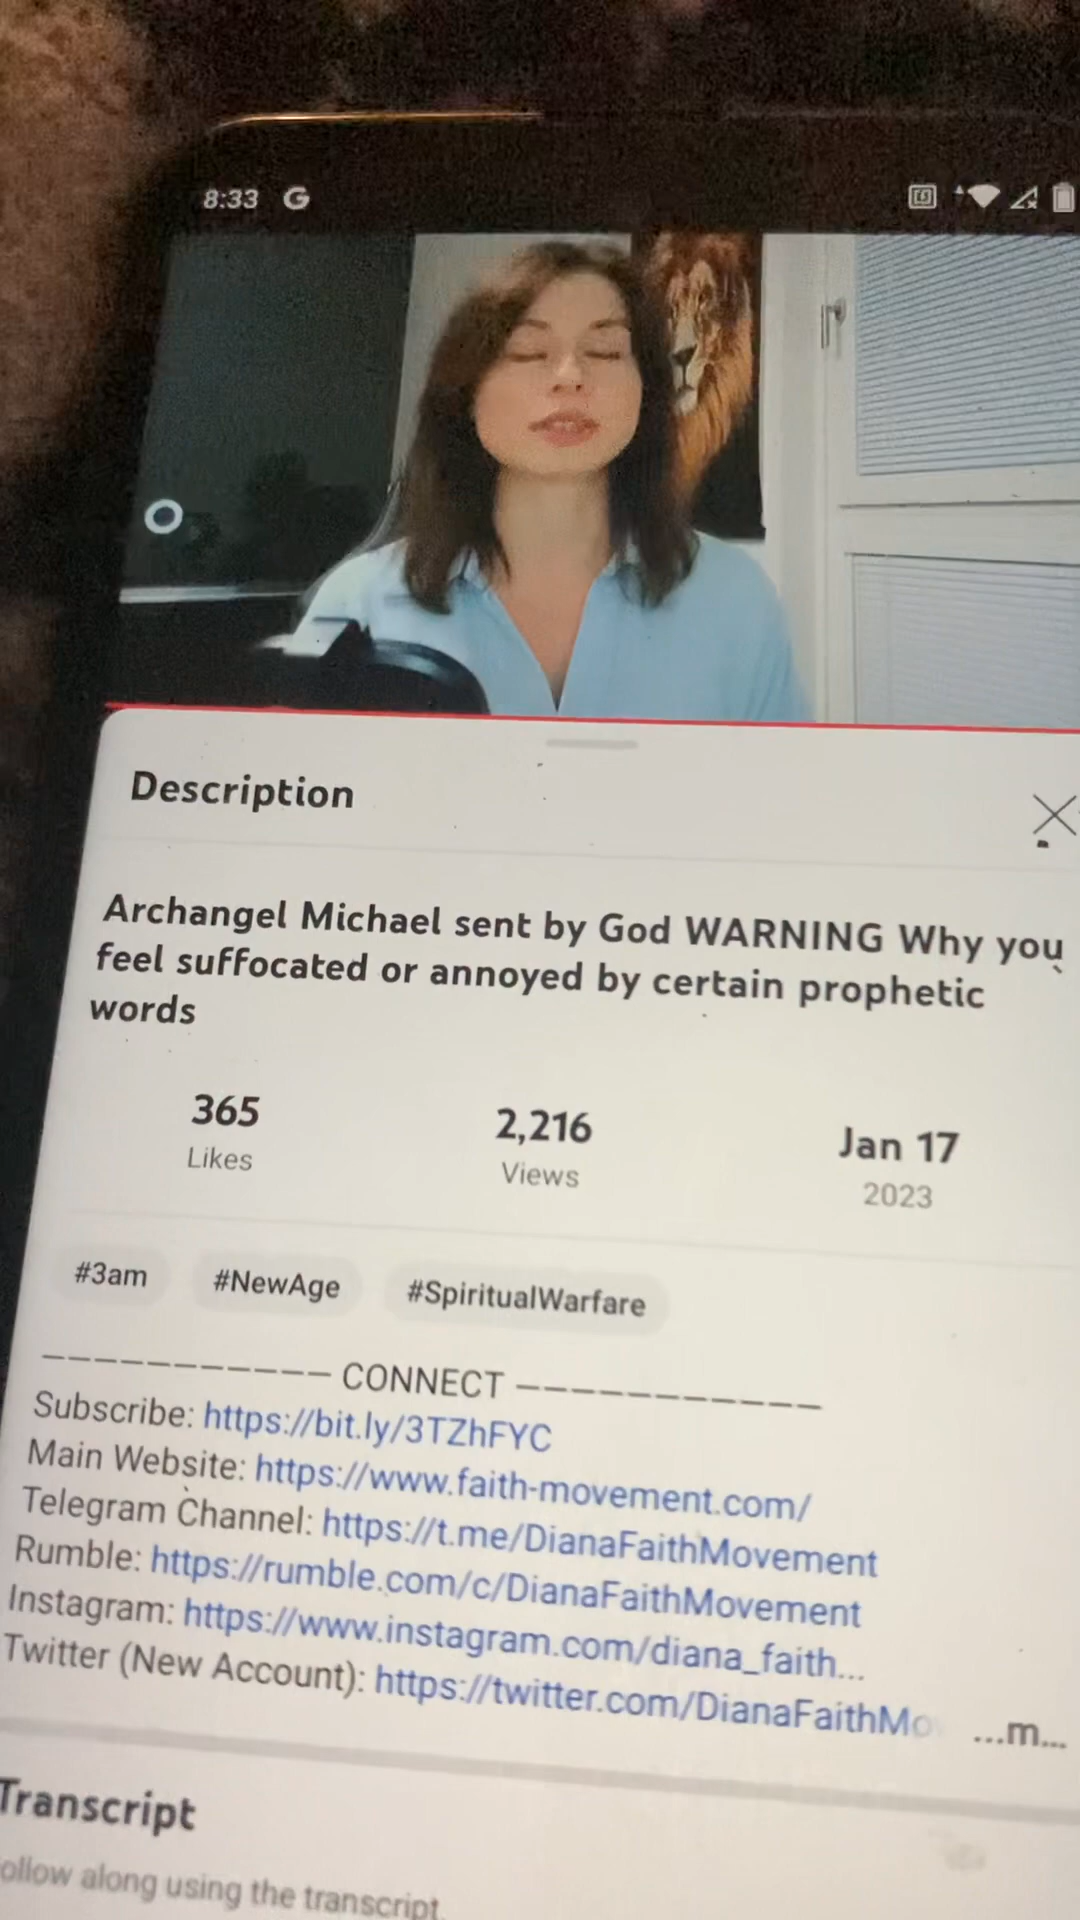 8:33 G
Description
Archangel Michael sent by God WARNING Why you
feel suffocated or annoyed by certain prophetic
words
365
Likes
2,216
Views
Jan 17
2023
#3am
#NewAge
#SpiritualWarfare
––––––––––– CONNECT –––––––––––
Subscribe: https://bit.ly/3TZhFYC
Main Website: https://www.faith-movement.com/
Telegram Channel: https://t.me/DianaFaithMovement
Rumble: https://rumble.com/c/DianaFaithMovement
Instagram: https://www.instagram.com/diana_faith...
Twitter (New Account): https://twitter.com/DianaFaithMo ...m...
Transcript
ollow along using the transcript.